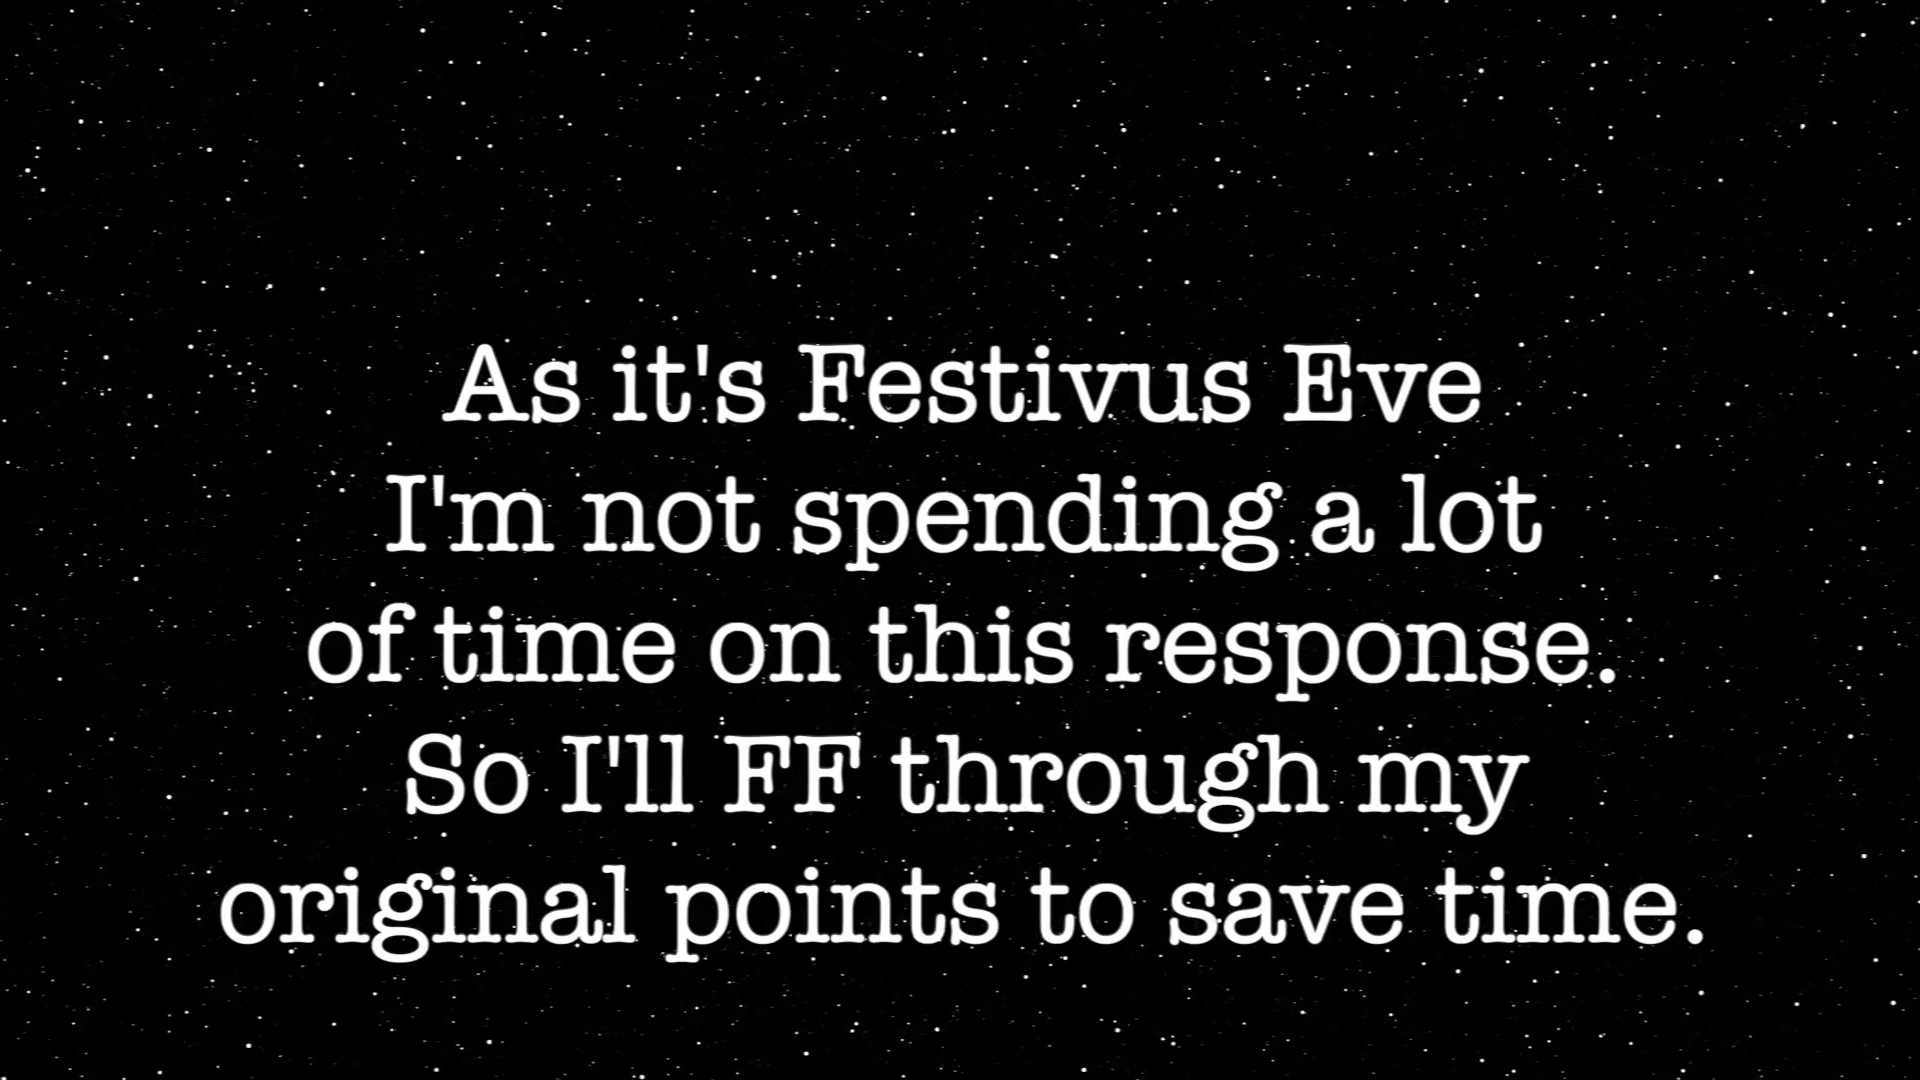 As it's Festivus Eve
I'm not spending a lot
of time on this response.
So I'll FF through my
original points to save time.